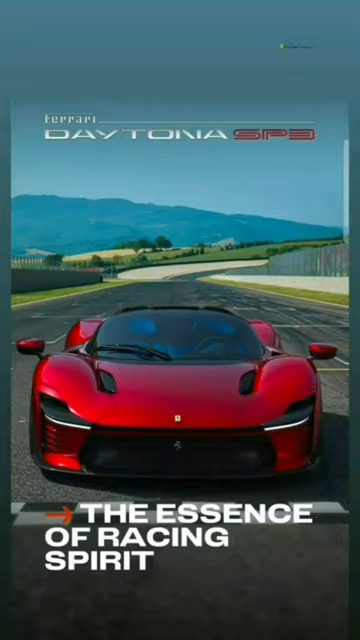 Ferrari
DAYTONA SP3
→ THE ESSENCE
OF RACING
SPIRIT